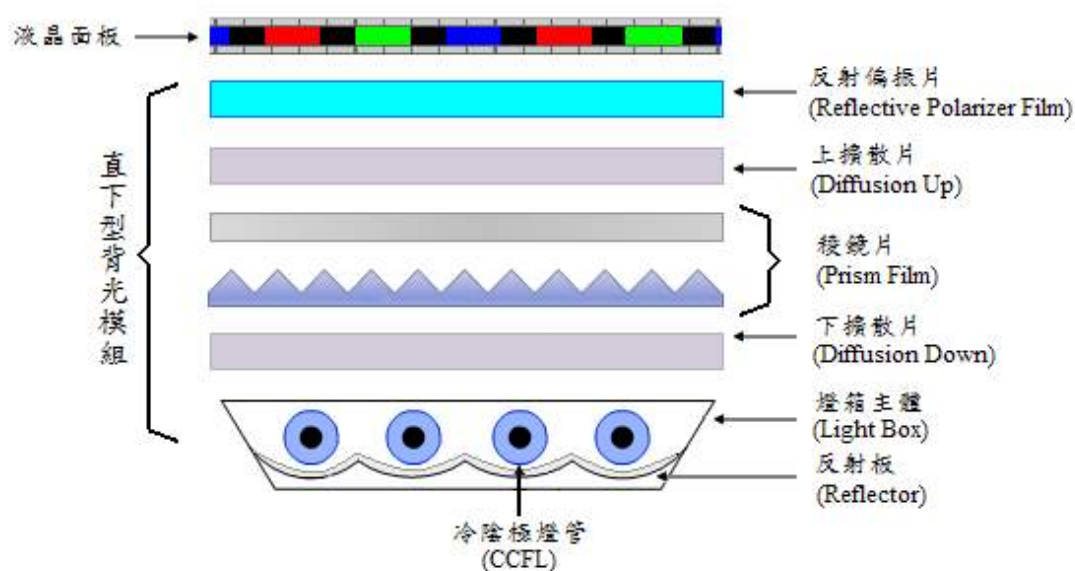 液晶面板
反射偏振片
(Reflective Polarizer Film)
上擴散片
(Diffusion Up)
直下型背光模組
稜鏡片
(Prism Film)
下擴散片
(Diffusion Down)
燈箱主體
(Light Box)
反射板
(Reflector)
冷陰極燈管
(CCFL)